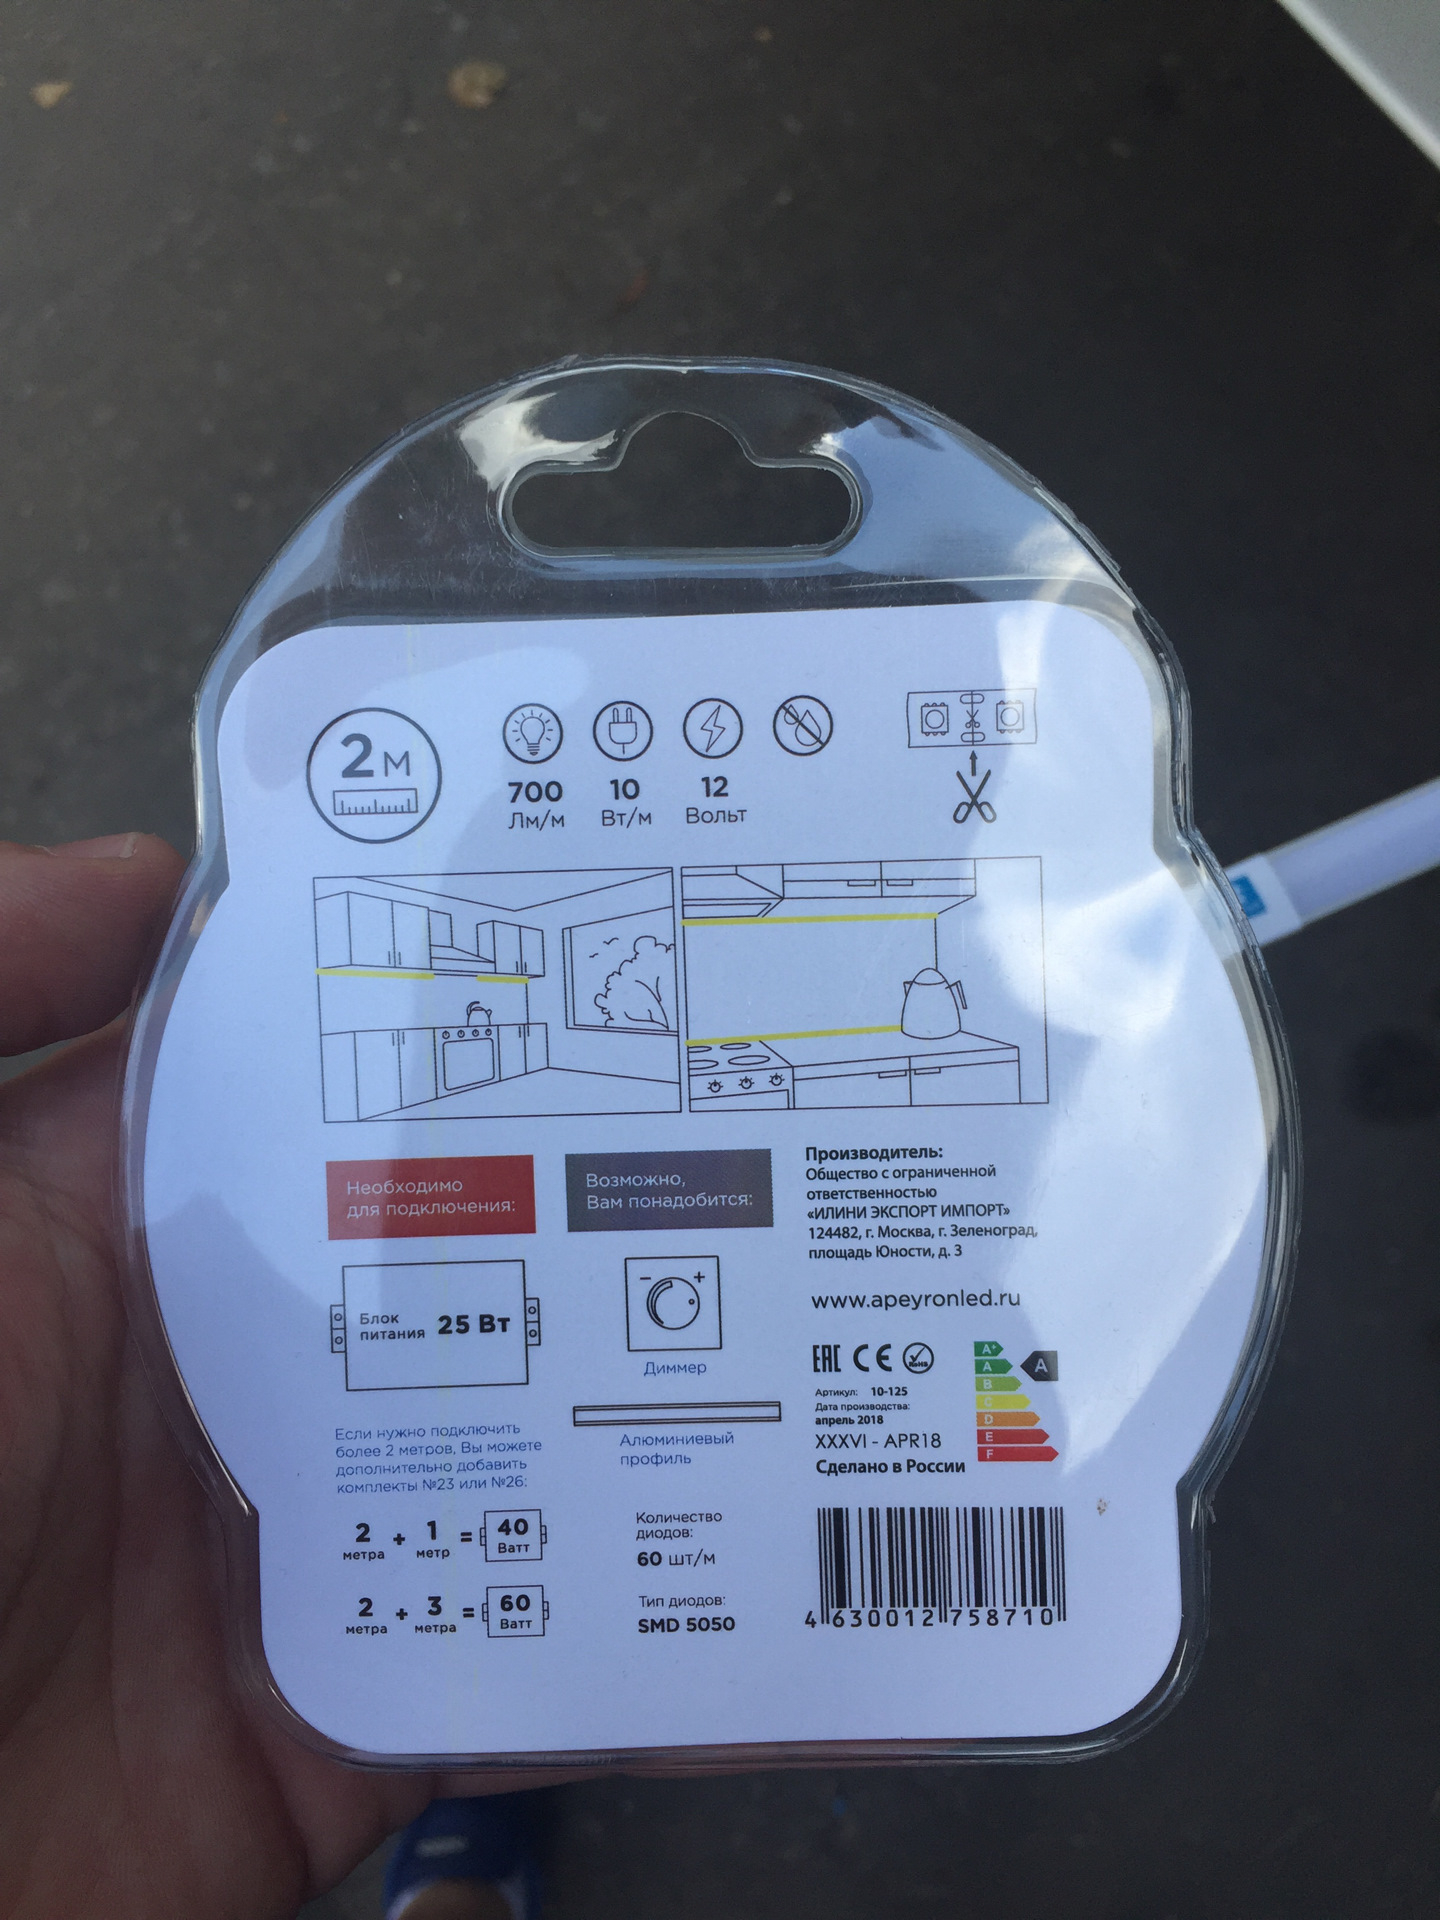 2 М
700
Лм/м
10
Вт/м
12
Вольт
Необходимо
для подключения:
Возможно,
Вам понадобится:
Производитель:
Общество с ограниченной
ответственностью
«ИЛИНИ ЭКСПОРТ ИМПОРТ»
124482, г. Москва, г. Зеленоград,
площадь Юности, д. 3
www.apeyronled.ru
Блок
питания 25 Вт
− +
Диммер
Алюминиевый
профиль
Если нужно подключить
более 2 метров, Вы можете
дополнительно добавить
комплекты №23 или №26:
2 + 1 = 40
метра метр Ватт
2 + 3 = 60
метра метра Ватт
Количество
диодов:
60 шт/м
Тип диодов:
SMD 5050
EAC CE RoHS
Артикул: 10-125
Дата производства:
апрель 2018
XXXVI - APR18
Сделано в России
A+
A A
B
C
D
E
F
4 630012 758710